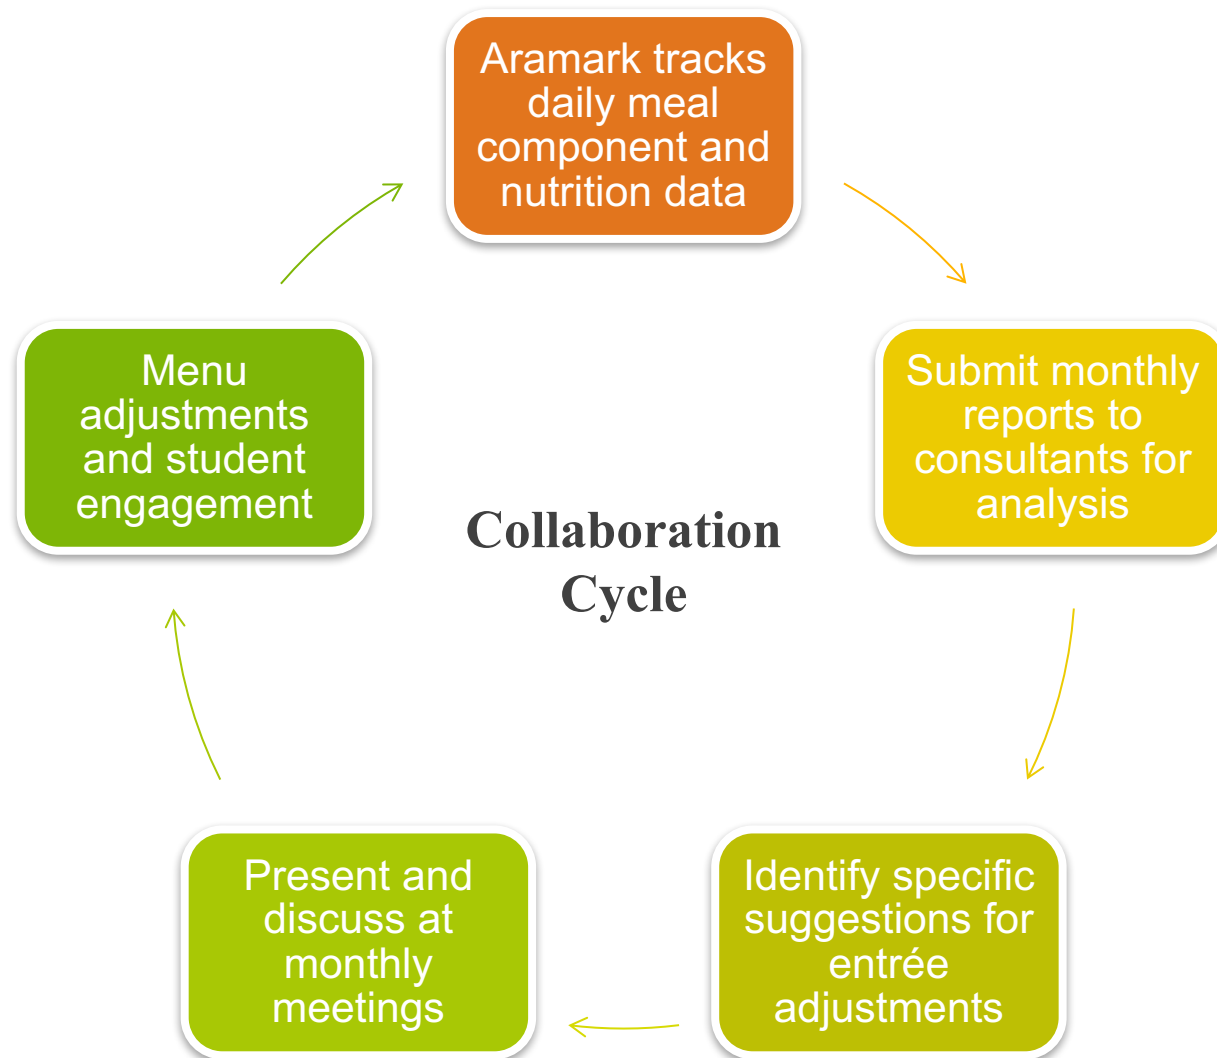 Aramark tracks
daily meal
component and
nutrition data
Submit monthly
reports to
consultants for
analysis
Identify specific
suggestions for
entrée
adjustments
Present and
discuss at
monthly
meetings
Menu
adjustments
and student
engagement
Collaboration
Cycle